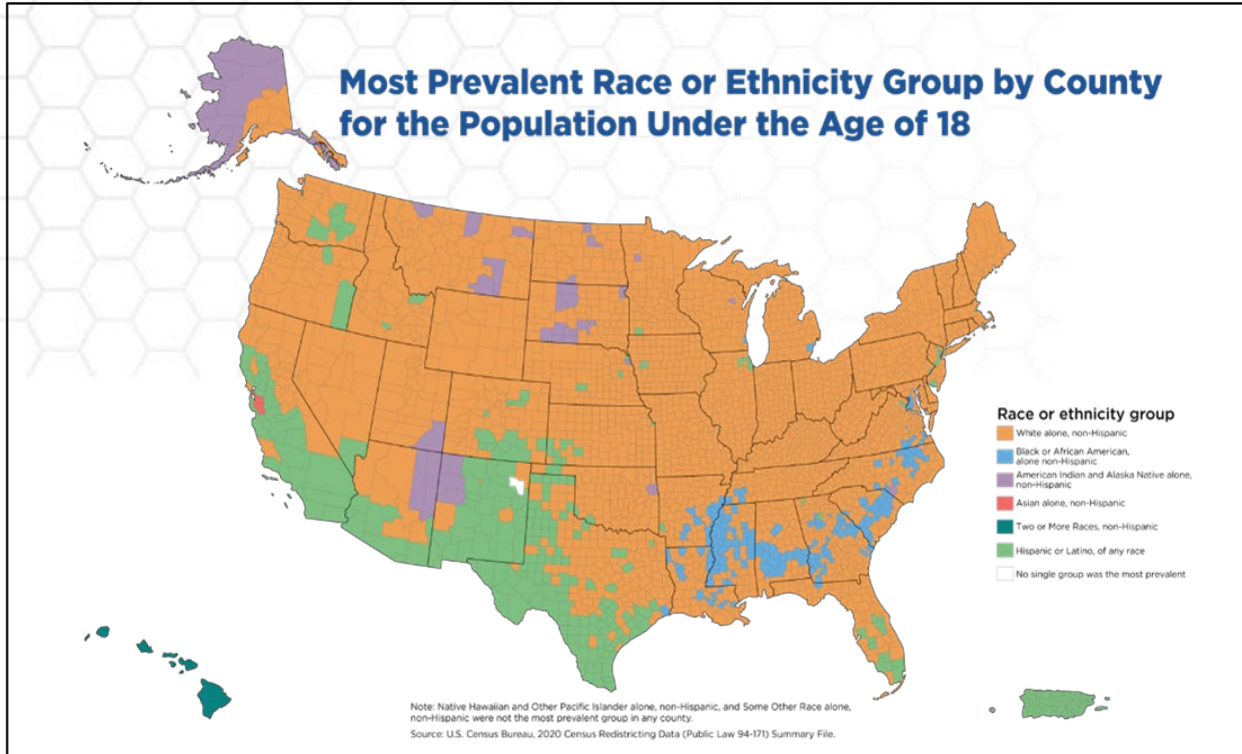 Most Prevalent Race or Ethnicity Group by County
for the Population Under the Age of 18
Race or ethnicity group
White alone, non-Hispanic
Black or African American,
alone non-Hispanic
American Indian and Alaska Native alone,
non-Hispanic
Asian alone, non-Hispanic
Two or More Races, non-Hispanic
Hispanic or Latino, of any race
No single group was the most prevalent
Note: Native Hawaiian and Other Pacific Islander alone, non-Hispanic, and Some Other Race alone,
non-Hispanic were not the most prevalent group in any county.
Source: U.S. Census Bureau, 2020 Census Redistricting Data (Public Law 94-171) Summary File.